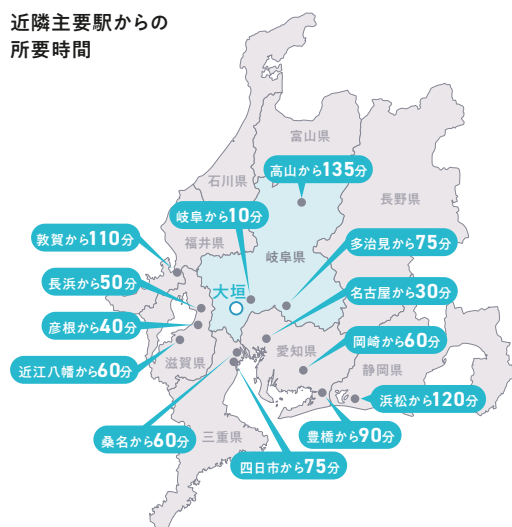 近隣主要駅からの
所要時間
富山県
高山から135分
石川県
長野県
岐阜から10分
敦賀から110分
福井県
多治見から75分
岐阜県
長浜から50分
大垣
名古屋から30分
彦根から40分
岡崎から60分
愛知県
滋賀県
近江八幡から60分
静岡県
浜松から120分
桑名から60分
三重県
豊橋から90分
四日市から75分